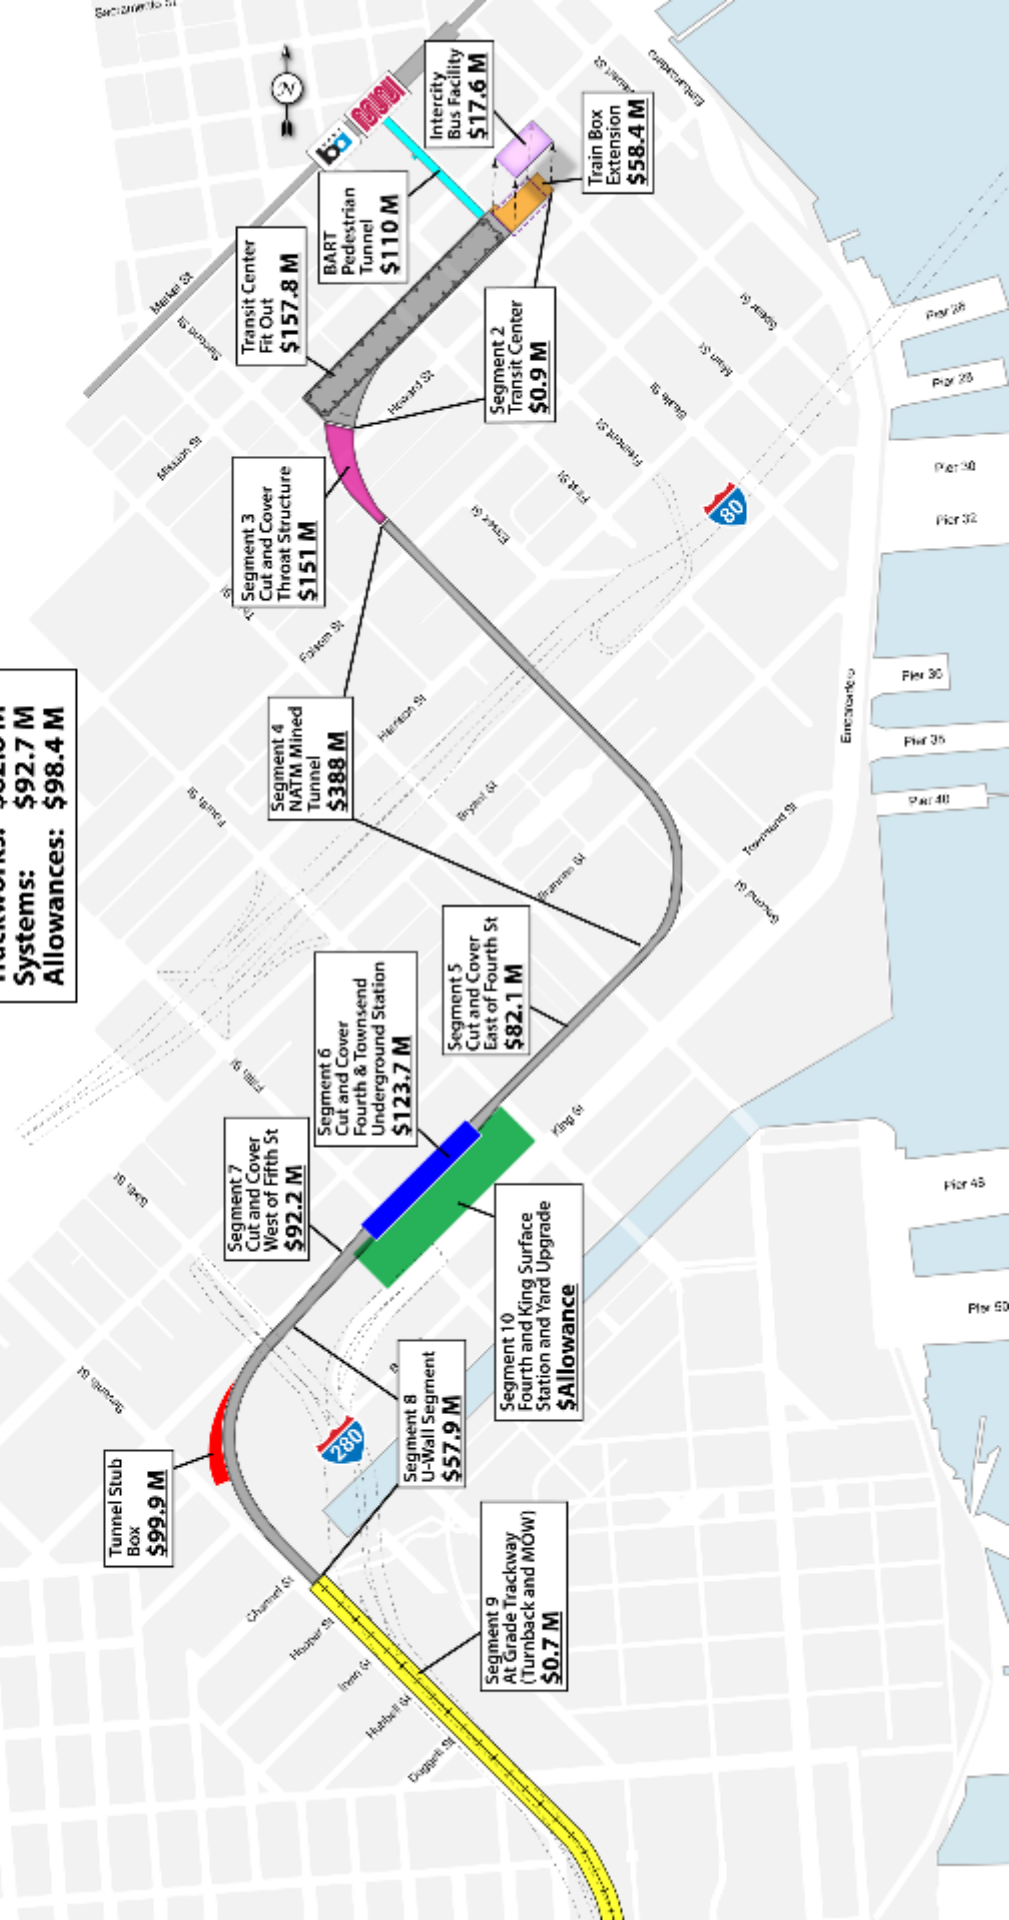 Systems: $92.7 M
Allowances: $98.4 M
Tunnel Stub
Box
$99.9 M
Segment 7
Cut and Cover
West of Fifth St
$92.2 M
Segment 6
Cut and Cover
Fourth & Townsend
Underground Station
$123.7 M
Segment 5
Cut and Cover
East of Fourth St
$82.1 M
Segment 4
NATM Mined
Tunnel
$388 M
Segment 3
Cut and Cover
Throat Structure
$151 M
Transit Center
Fit Out
$157.8 M
BART
Pedestrian
Tunnel
$110 M
Intercity
Bus Facility
$17.6 M
Train Box
Extension
$58.4 M
Segment 2
Transit Center
$0.9 M
Segment 8
U-Wall Segment
$57.9 M
Segment 10
Fourth and King Surface
Station and Yard Upgrade
$Allowance
Segment 9
At Grade Trackway
(Turnback and MOW)
$0.7 M
N
ba
muni
280
80
Sacramento St
Market St
Second St
Mission St
Howard St
Folsom St
Harrison St
Bryant St
Brannan St
Townsend St
Second St
King St
Fourth St
Fifth St
Sixth St
Seventh St
Channel St
Hooper St
Irwin St
Hubbell St
Daggett St
Essex St
First St
Fremont St
Beale St
Main St
Spear St
Embarcadero
Embarcadero
Pier 26
Pier 28
Pier 30
Pier 32
Pier 36
Pier 38
Pier 40
Pier 48
Pier 50